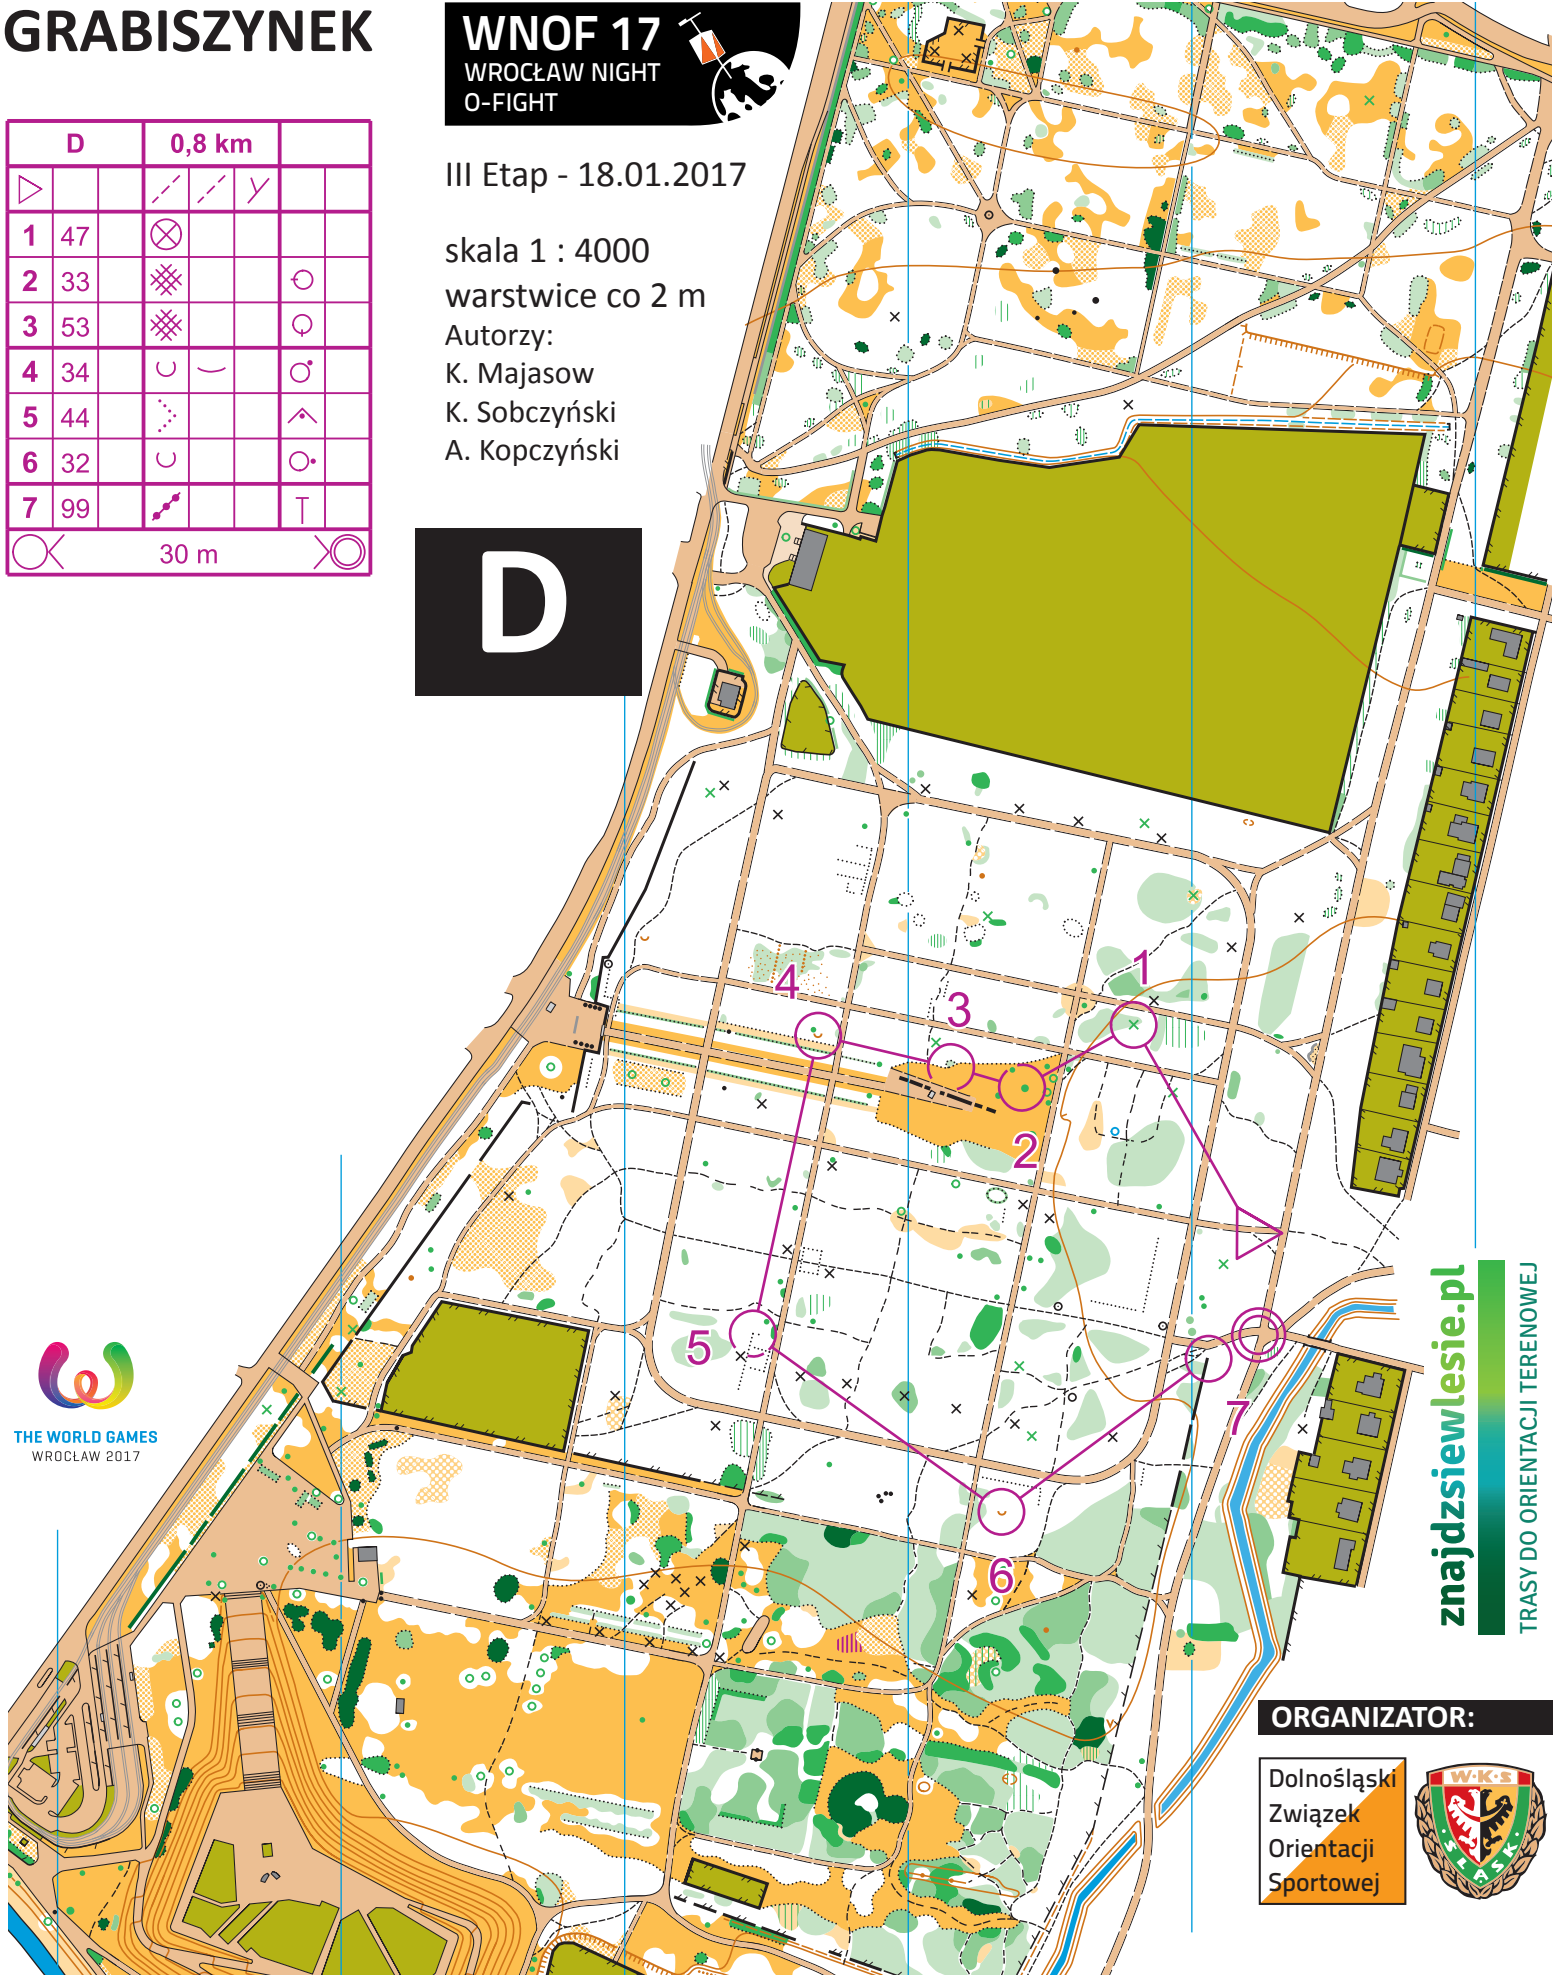 GRABISZYNEK
WNOF 17
WROCŁAW NIGHT
O-FIGHT
III Etap - 18.01.2017
skala 1 : 4000
warstwice co 2 m
Autorzy:
K. Majasow
K. Sobczyński
A. Kopczyński
D 0,8 km
1 47
2 33
3 53
4 34
5 44
6 32
7 99
30 m
D
1
2
3
4
5
6
7
THE WORLD GAMES
WROCŁAW 2017
znajdzsiewlesie.pl
TRASY DO ORIENTACJI TERENOWEJ
ORGANIZATOR:
Dolnośląski
Związek
Orientacji
Sportowej
W·K·S
ŚLĄSK